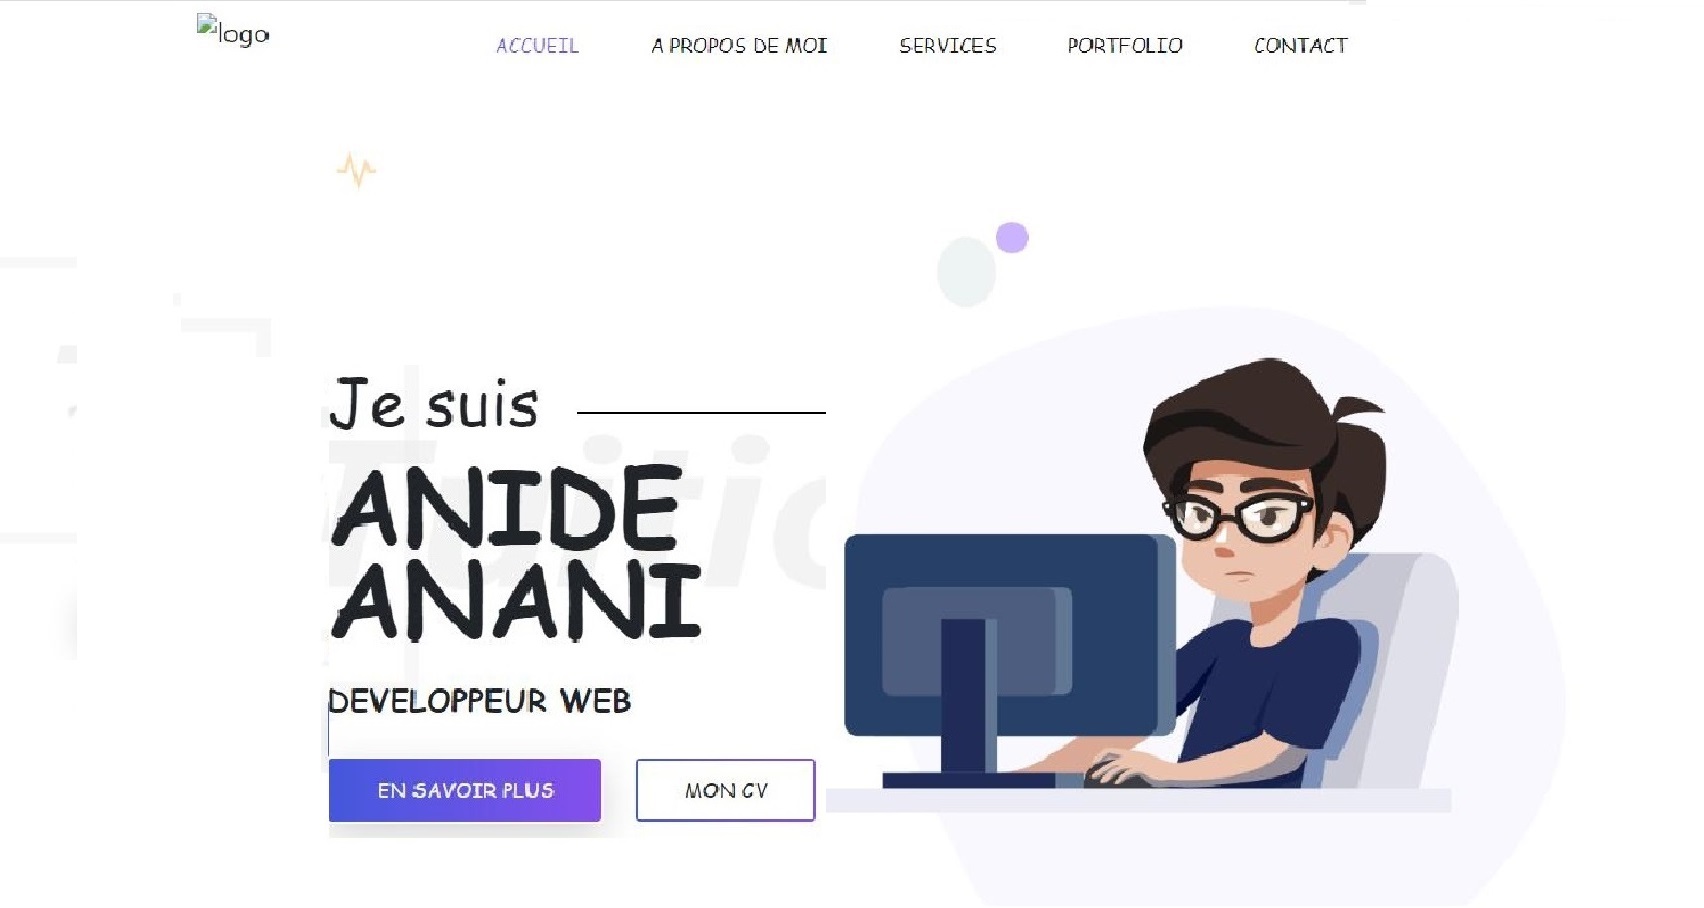 logo
ACCUEIL
A PROPOS DE MOI
SERVICES
PORTFOLIO
CONTACT
Je suis
ANIDE
ANANI
DEVELOPPEUR WEB
EN SAVOIR PLUS
MON CV